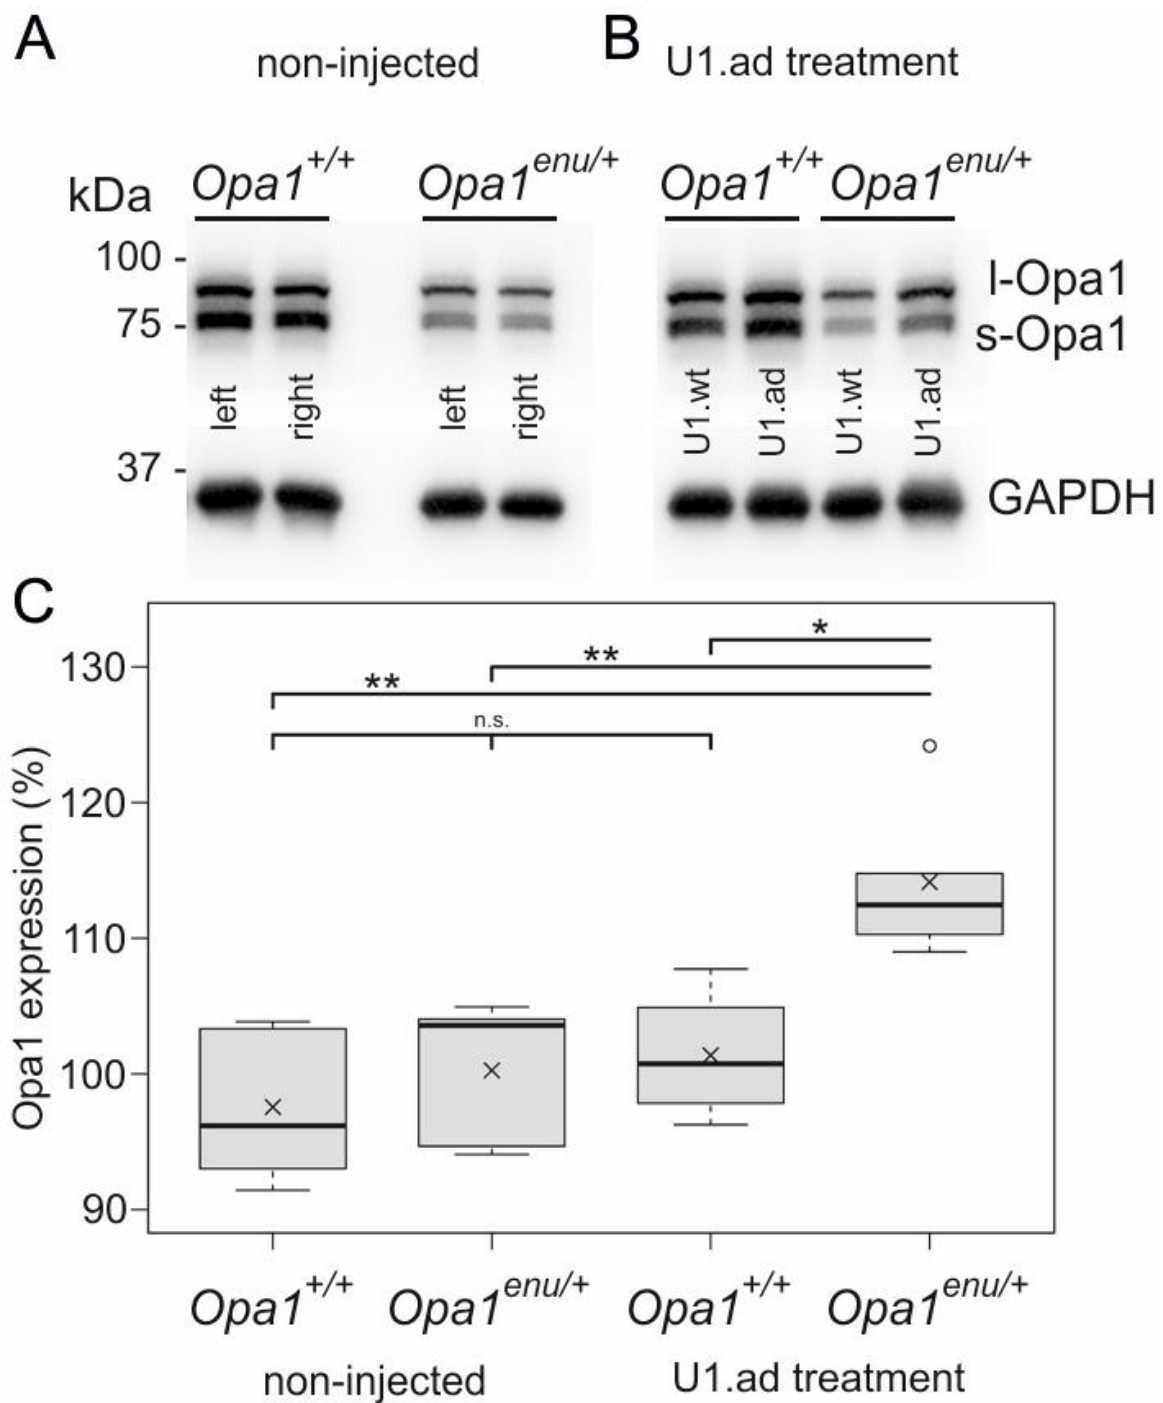 A
non-injected
B
U1.ad treatment
kDa
Opa1+/+
Opa1enu/+
Opa1+/+
Opa1enu/+
100
75
37
left
right
left
right
U1.wt
U1.ad
U1.wt
U1.ad
l-Opa1
s-Opa1
GAPDH
C
Opa1 expression (%)
130
120
110
100
90
*
**
**
n.s.
Opa1+/+
Opa1enu/+
Opa1+/+
Opa1enu/+
non-injected
U1.ad treatment